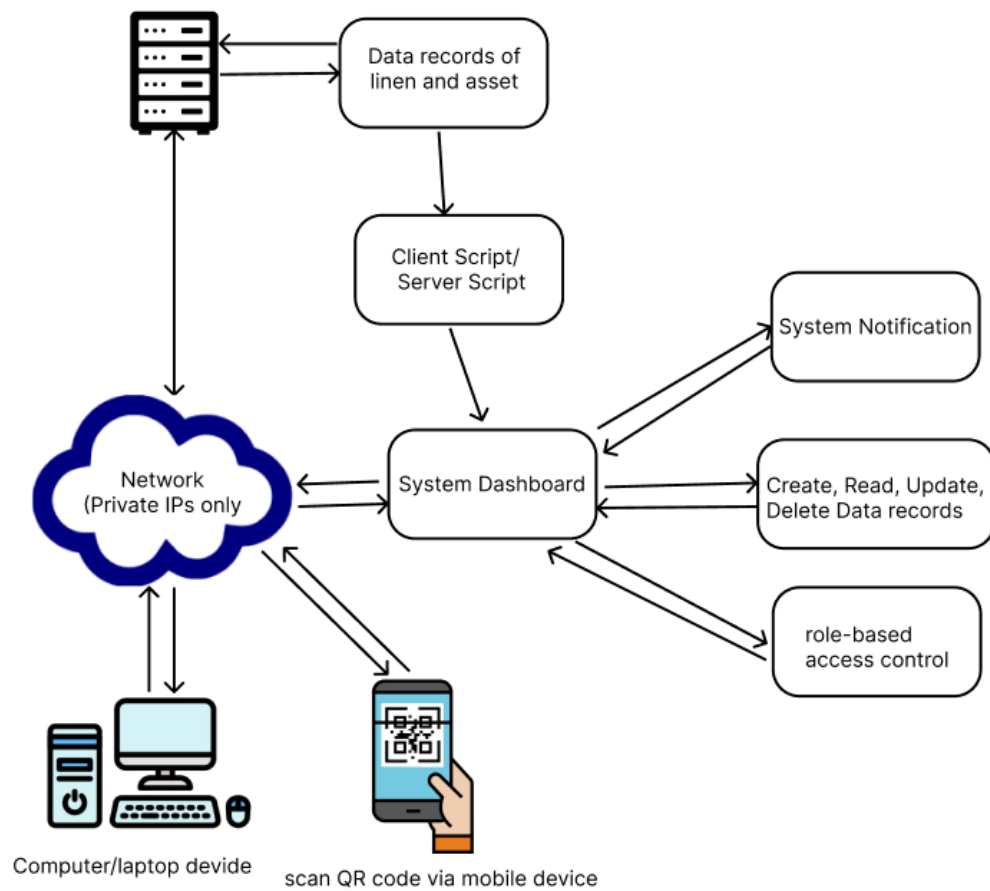 Data records of
linen and asset
Client Script/
Server Script
System Notification
Network
(Private IPs only
System Dashboard
Create, Read, Update,
Delete Data records
role-based
access control
Computer/laptop devide
scan QR code via mobile device